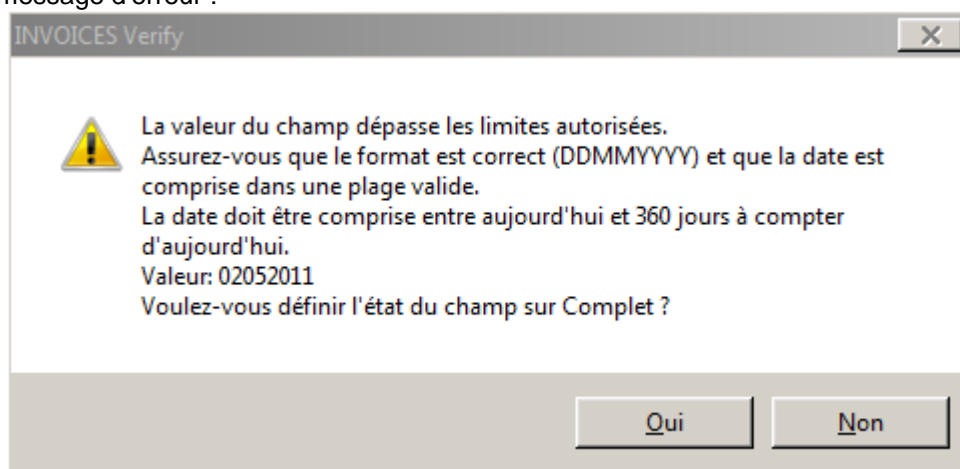 message d'erreur :
INVOICES Verify
La valeur du champ dépasse les limites autorisées.
Assurez-vous que le format est correct (DDMMYYYY) et que la date est
comprise dans une plage valide.
La date doit être comprise entre aujourd'hui et 360 jours à compter
d'aujourd'hui.
Valeur: 02052011
Voulez-vous définir l'état du champ sur Complet ?
Oui
Non